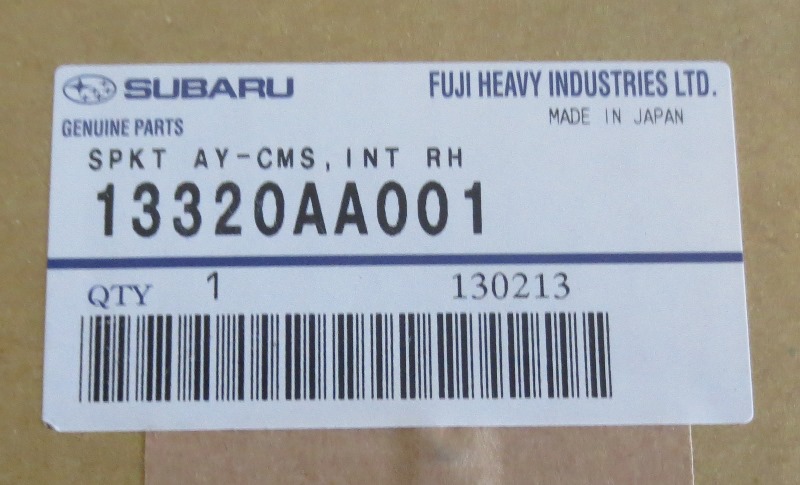 SUBARU FUJI HEAVY INDUSTRIES LTD.
GENUINE PARTS MADE IN JAPAN
SPKT AY-CMS, INT RH
13320AA001
QTY 1 130213